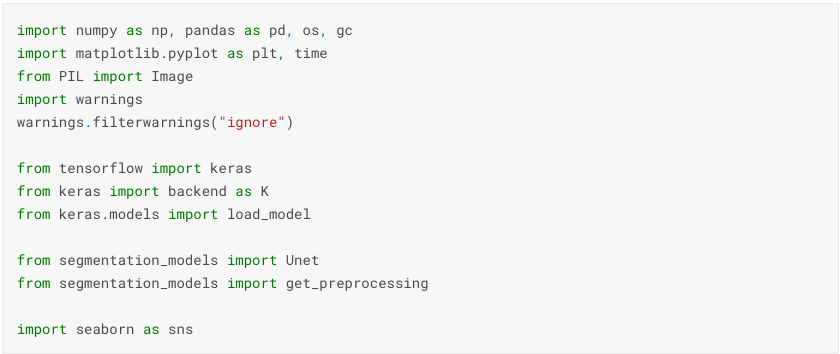 import numpy as np, pandas as pd, os, gc
import matplotlib.pyplot as plt, time
from PIL import Image
import warnings
warnings.filterwarnings("ignore")
from tensorflow import keras
from keras import backend as K
from keras.models import load_model
from segmentation_models import Unet
from segmentation_models import get_preprocessing
import seaborn as sns